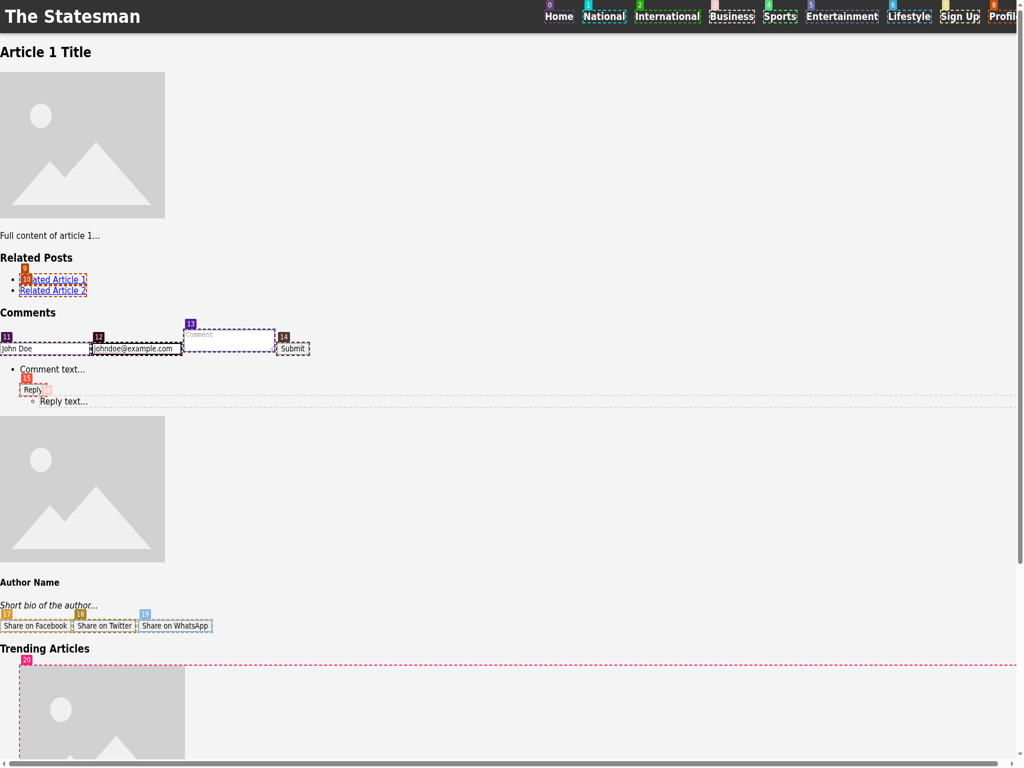 The Statesman
0 1 2 4 5 6 8
Home National International Business Sports Entertainment Lifestyle Sign Up Profil
Article 1 Title
Full content of article 1...
Related Posts
9
ated Article 1
10
Related Article 2
Comments
11 12 13 14
John Doe johndoe@example.com Comment Submit
Comment text...
15
Reply
Reply text...
Author Name
Short bio of the author...
17 18 19
Share on Facebook Share on Twitter Share on WhatsApp
Trending Articles
20